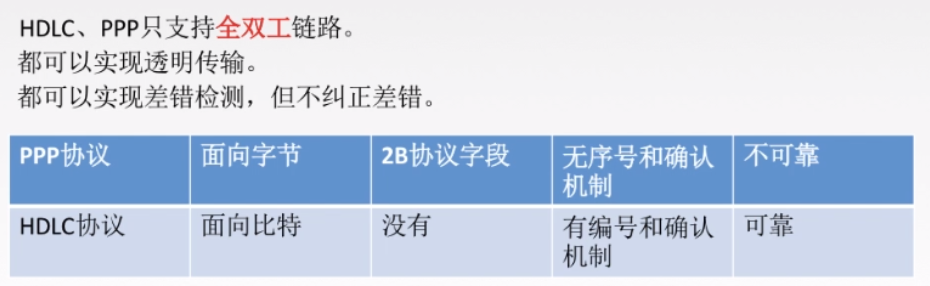 HDLC、PPP只支持全双工链路。
都可以实现透明传输。
都可以实现差错检测，但不纠正差错。
PPP协议 面向字节 2B协议字段 无序号和确认机制 不可靠
HDLC协议 面向比特 没有 有编号和确认机制 可靠